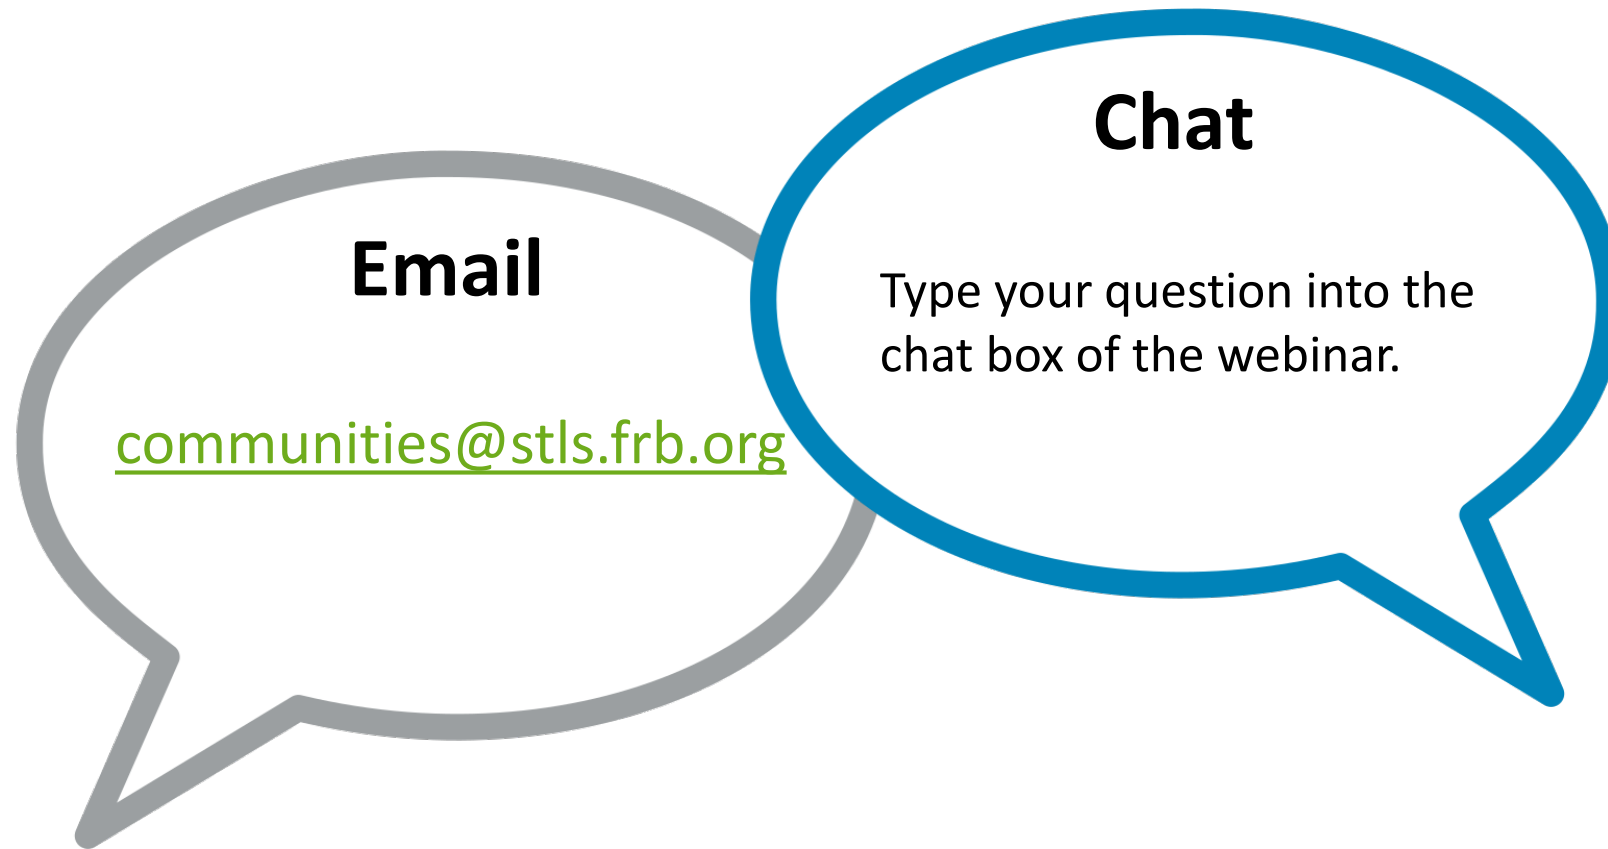 Email
communities@stls.frb.org
Chat
Type your question into the
chat box of the webinar.